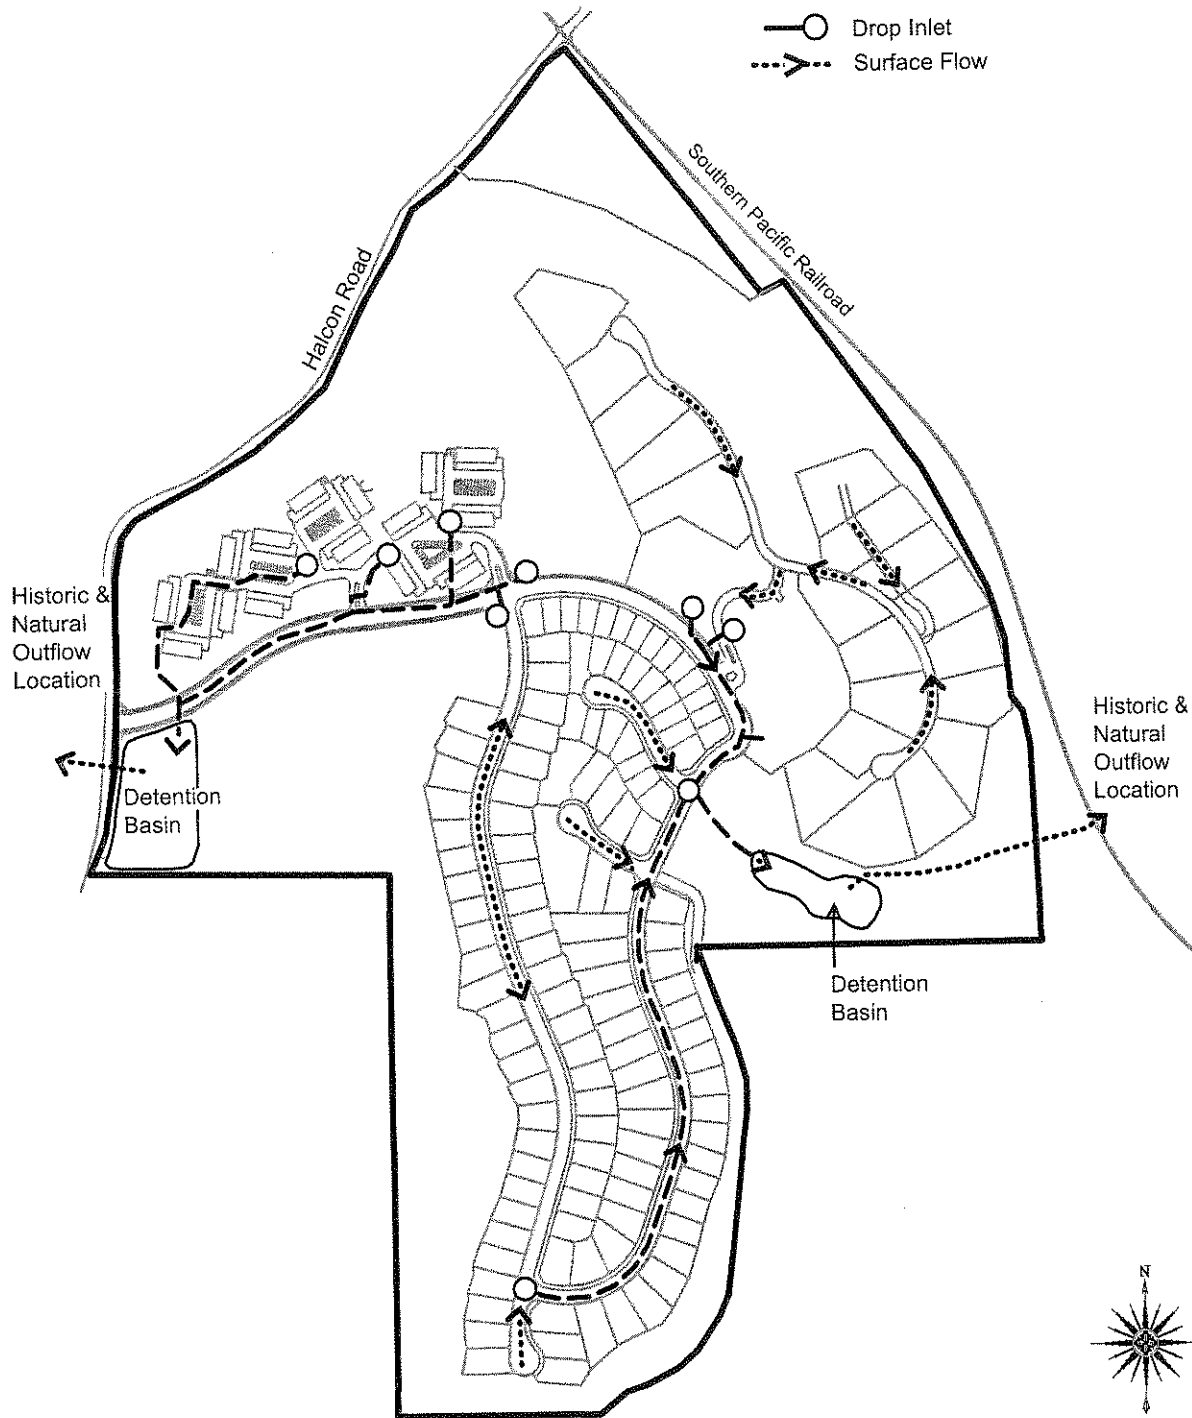 Drop Inlet
Surface Flow
Southern Pacific Railroad
Halcon Road
Historic &
Natural
Outflow
Location
Historic &
Natural
Outflow
Location
Detention
Basin
Detention
Basin
N